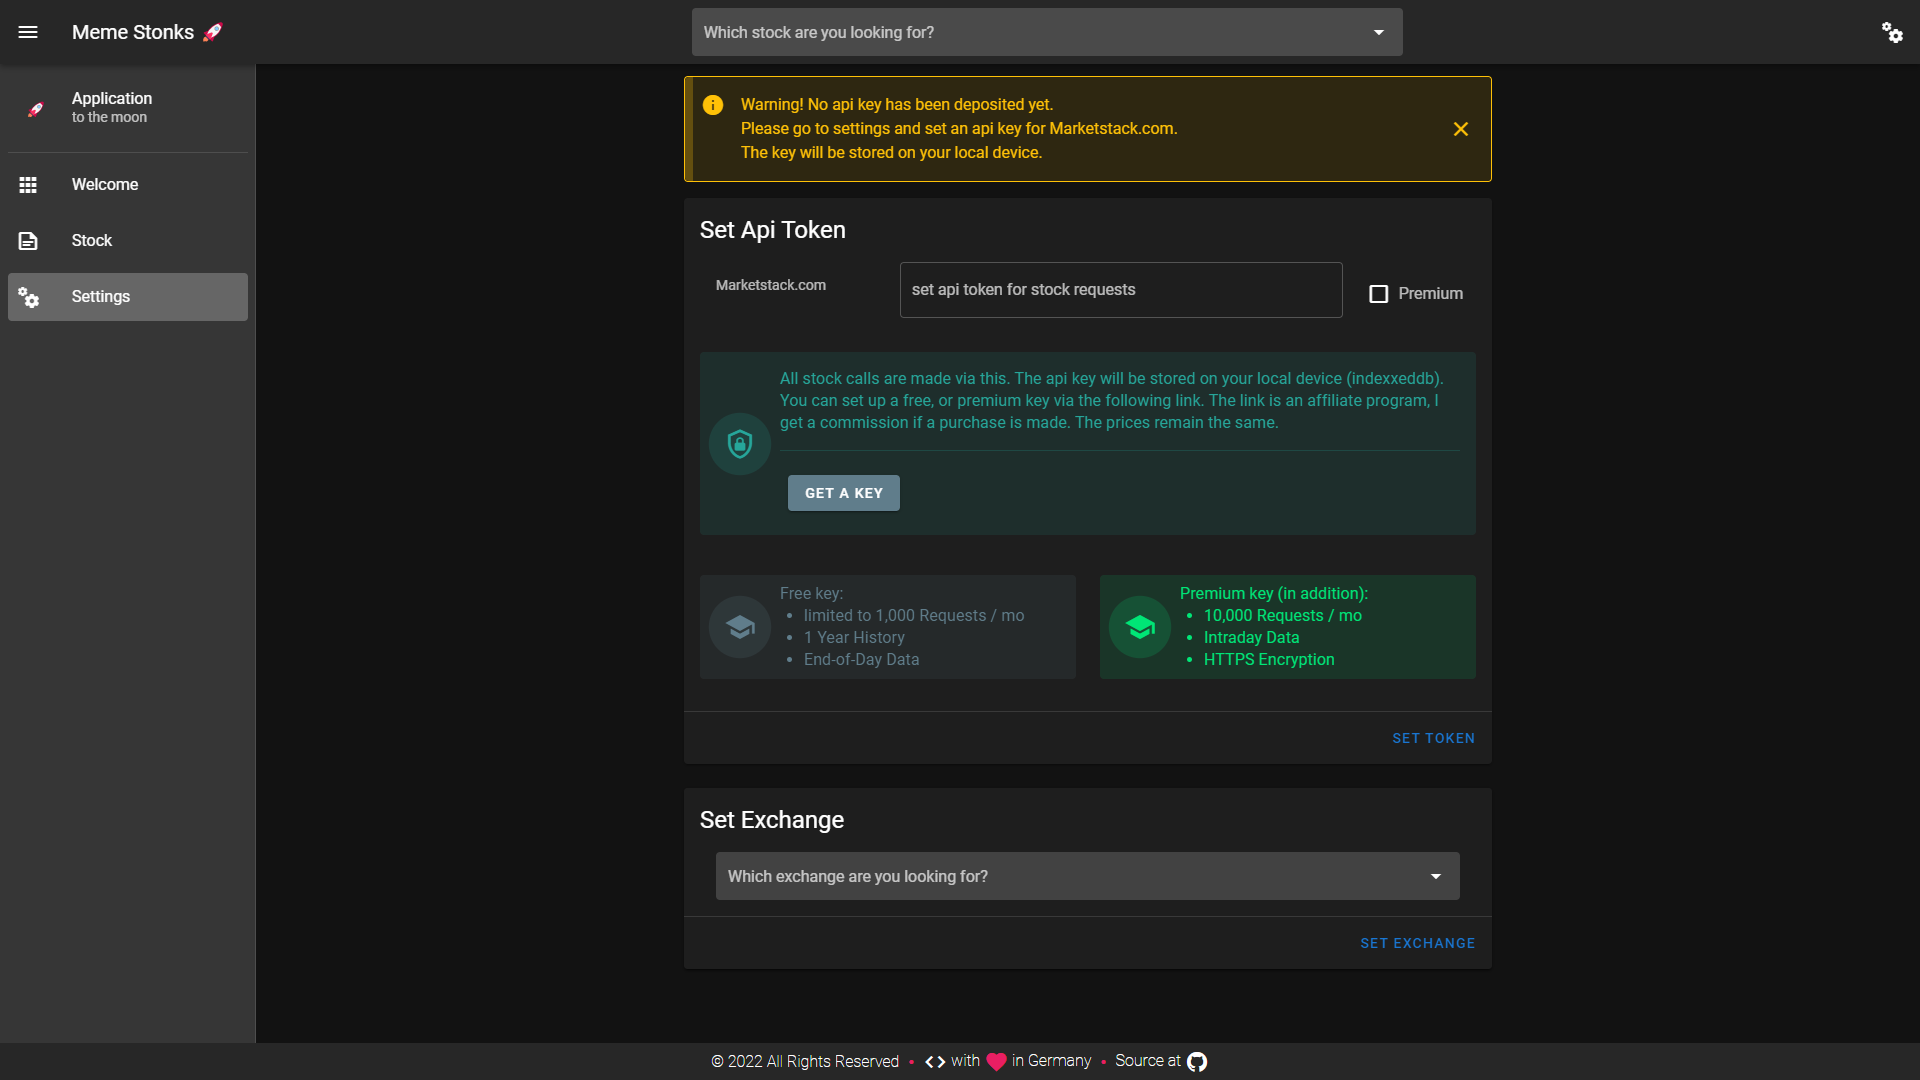 Meme Stonks 🚀
Which stock are you looking for?
Application
to the moon
Welcome
Stock
Settings
Warning! No api key has been deposited yet.
Please go to settings and set an api key for Marketstack.com.
The key will be stored on your local device.
Set Api Token
Marketstack.com
set api token for stock requests
Premium
All stock calls are made via this. The api key will be stored on your local device (indexxeddb).
You can set up a free, or premium key via the following link. The link is an affiliate program, I
get a commission if a purchase is made. The prices remain the same.
GET A KEY
Free key:
• limited to 1,000 Requests / mo
• 1 Year History
• End-of-Day Data
Premium key (in addition):
• 10,000 Requests / mo
• Intraday Data
• HTTPS Encryption
SET TOKEN
Set Exchange
Which exchange are you looking for?
SET EXCHANGE
© 2022 All Rights Reserved • <> with ♥ in Germany • Source at